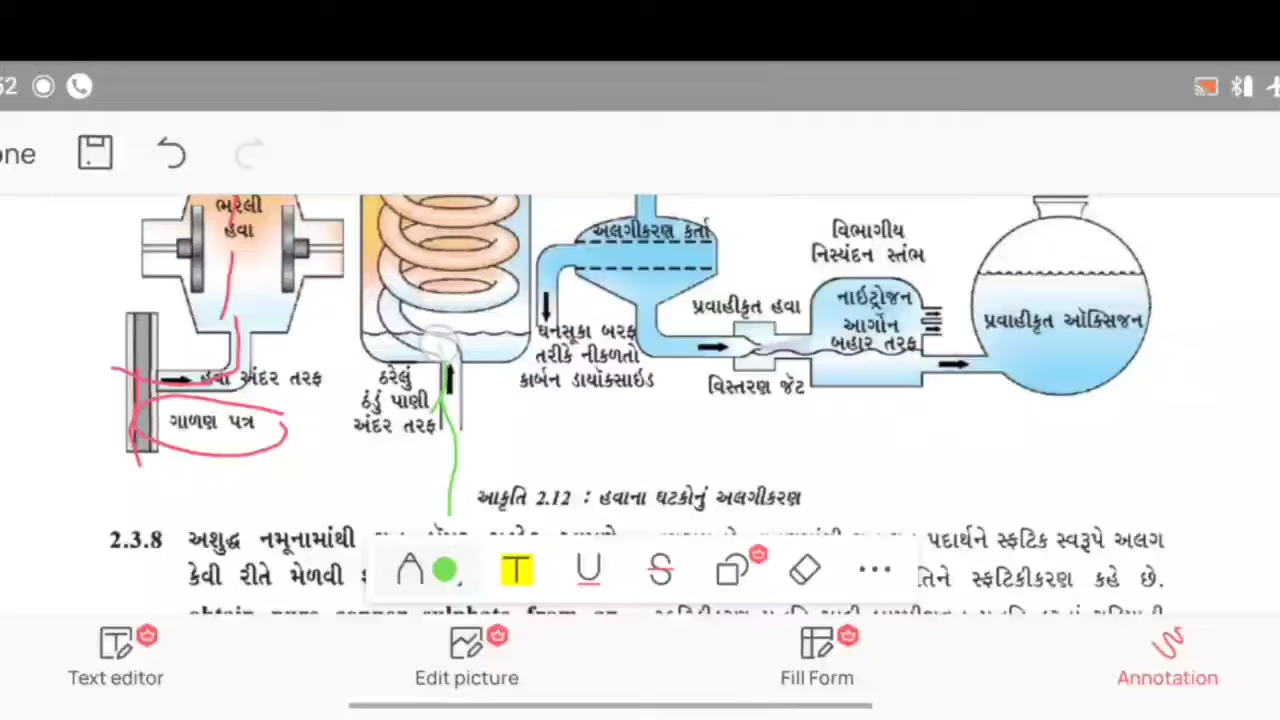 52
one
ભરેલી
હવા
અલગીકરણ કર્તા
વિભાગીય
નિસ્યંદન સ્તંભ
નાઇટ્રોજન
આર્ગોન
બહાર તરફ
પ્રવાહીકૃત હવા
વિસ્તરણ જૅટ
પ્રવાહીકૃત ઑક્સિજન
ઘનસૂકા બરફ
તરીકે નીકળતો
કાર્બન ડાયૉક્સાઇડ
હવા અંદર તરફ
ગાળણ પત્ર
ઠરેલું
ઠંડું પાણી
અંદર તરફ
આકૃતિ 2.12 : હવાના ઘટકોનું અલગીકરણ
2.3.8 અશુદ્ધ નમૂનામાંથી
કેવી રીતે મેળવી
પદાર્થને સ્ફટિક સ્વરૂપે અલગ
સ્ફટિકીકરણ કહે છે.
Text editor
Edit picture
Fill Form
Annotation